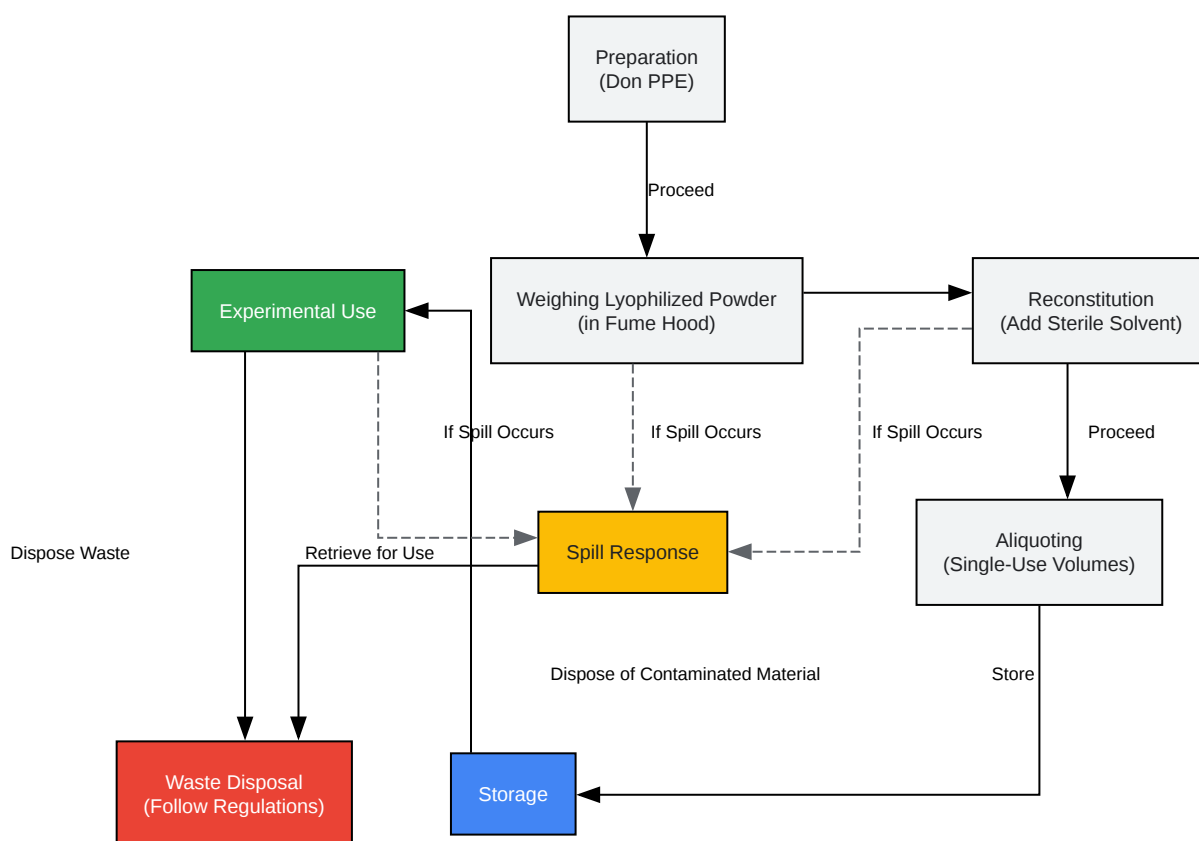 Preparation
(Don PPE)
Proceed
Experimental Use
Weighing Lyophilized Powder
(in Fume Hood)
Reconstitution
(Add Sterile Solvent)
If Spill Occurs
If Spill Occurs
If Spill Occurs
Proceed
Dispose Waste
Retrieve for Use
Spill Response
Aliquoting
(Single-Use Volumes)
Dispose of Contaminated Material
Store
Waste Disposal
(Follow Regulations)
Storage